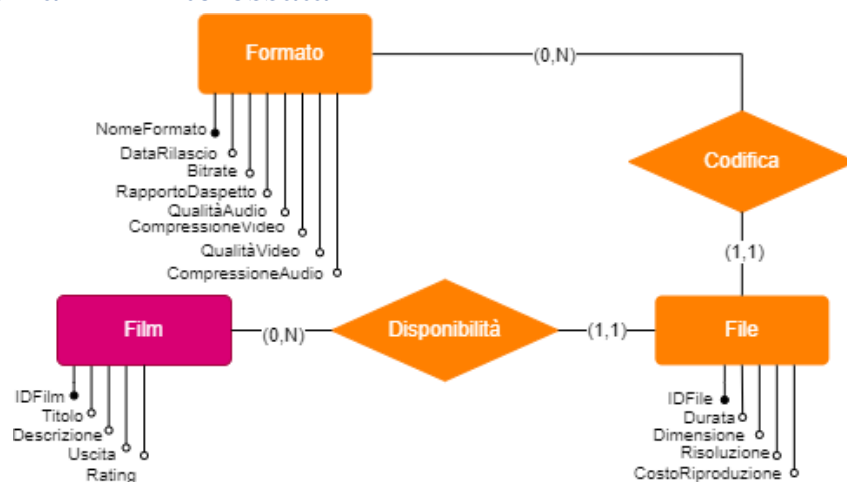 Formato
(0,N)
NomeFormato
DataRilascio
Bitrate
RapportoDaspetto
QualitàAudio
CompressioneVideo
QualitàVideo
CompressioneAudio
Codifica
(1,1)
Film
(0,N)
Disponibilità
(1,1)
File
IDFilm
Titolo
Descrizione
Uscita
Rating
IDFile
Durata
Dimensione
Risoluzione
CostoRiproduzione